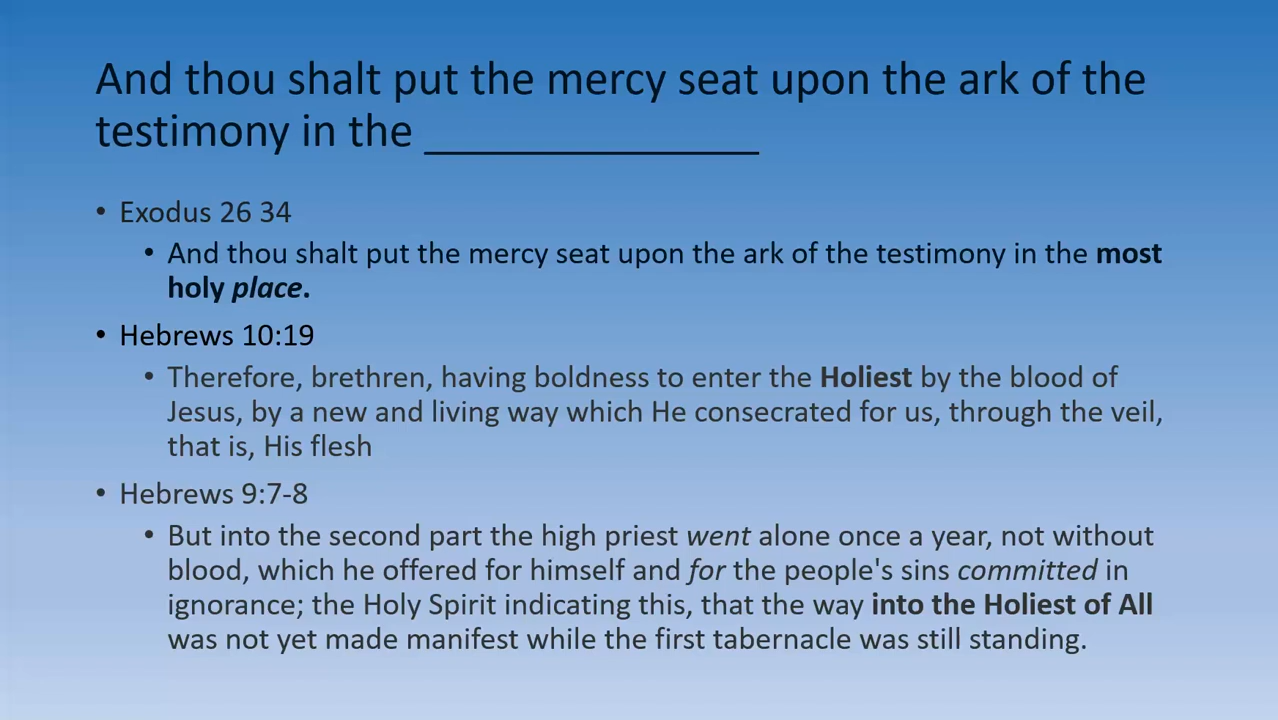 And thou shalt put the mercy seat upon the ark of the
testimony in the _______________
• Exodus 26 34
• And thou shalt put the mercy seat upon the ark of the testimony in the most
holy place.
• Hebrews 10:19
• Therefore, brethren, having boldness to enter the Holiest by the blood of
Jesus, by a new and living way which He consecrated for us, through the veil,
that is, His flesh
• Hebrews 9:7-8
• But into the second part the high priest went alone once a year, not without
blood, which he offered for himself and for the people's sins committed in
ignorance; the Holy Spirit indicating this, that the way into the Holiest of All
was not yet made manifest while the first tabernacle was still standing.